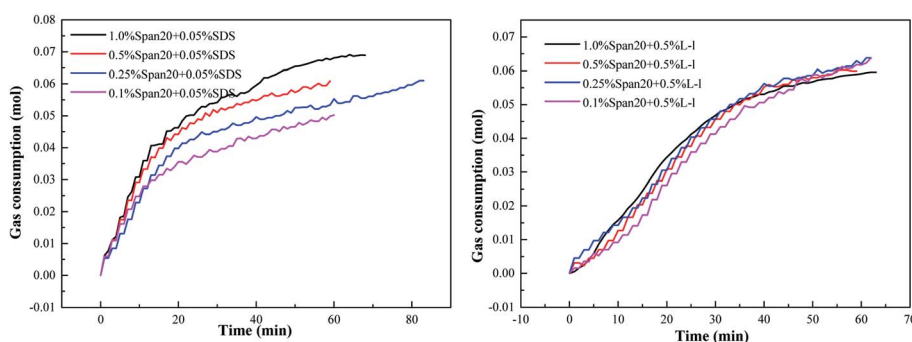 0.08
0.07
0.06
0.05
0.04
0.03
0.02
0.01
0.00
-0.01
Gas consumption (mol)
1.0%Span20+0.05%SDS
0.5%Span20+0.05%SDS
0.25%Span20+0.05%SDS
0.1%Span20+0.05%SDS
0 20 40 60 80
Time (min)
0.07
0.06
0.05
0.04
0.03
0.02
0.01
0.00
-0.01
Gas consumption (mol)
1.0%Span20+0.5%L-l
0.5%Span20+0.5%L-l
0.25%Span20+0.5%L-l
0.1%Span20+0.5%L-l
-10 0 10 20 30 40 50 60 70
Time (min)